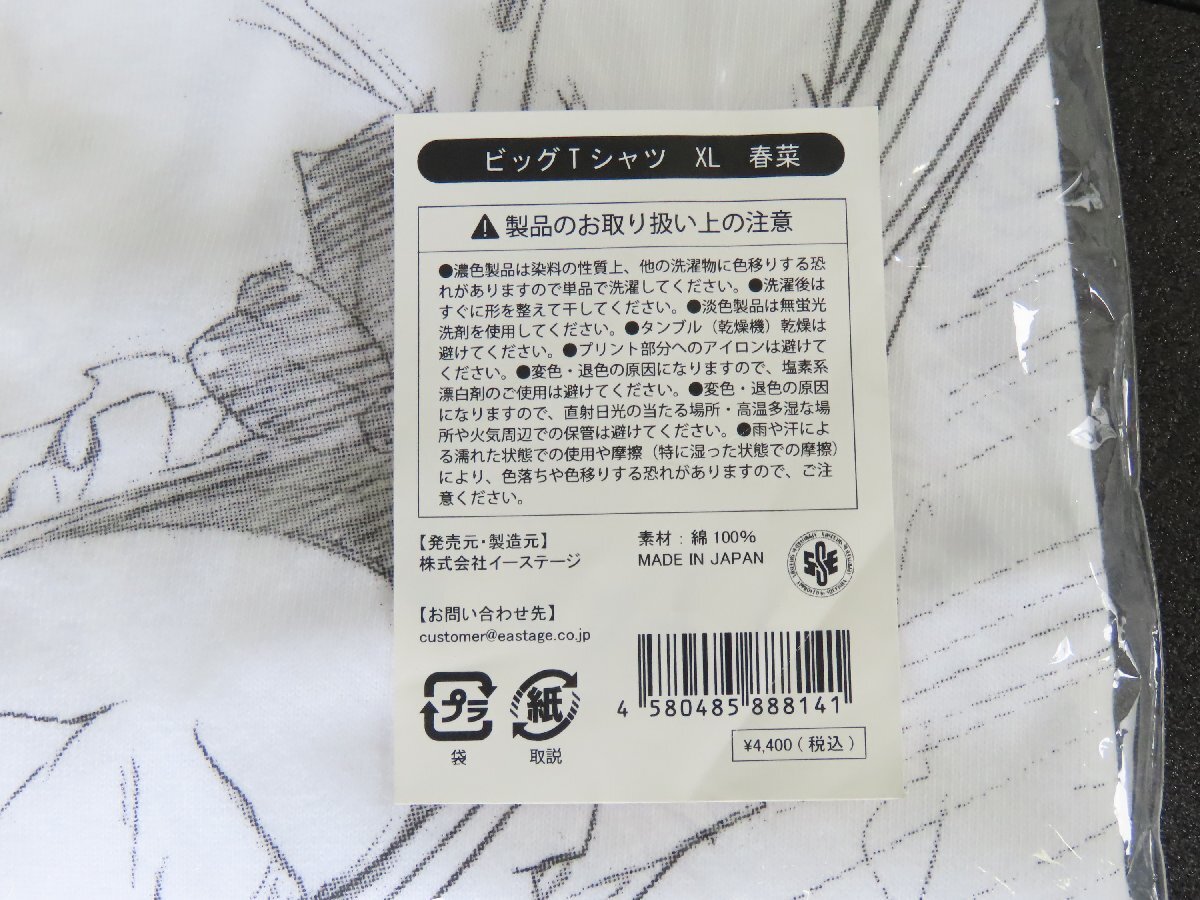 ビッグTシャツ XL 春菜
製品のお取り扱い上の注意
●濃色製品は染料の性質上、他の洗濯物に色移りする恐
れがありますので単品で洗濯してください。●洗濯後は
すぐに形を整えて干してください。●淡色製品は無蛍光
洗剤を使用してください。●タンブル（乾燥機）乾燥は
避けてください。●プリント部分へのアイロンは避けて
ください。●変色・退色の原因になりますので、塩素系
漂白剤のご使用は避けてください。●変色・退色の原因
になりますので、直射日光の当たる場所・高温多湿な場
所や火気周辺での保管は避けてください。●雨や汗によ
る濡れた状態での使用や摩擦（特に湿った状態での摩擦）
により、色落ちや色移りする恐れがありますので、ご注
意ください。
【発売元・製造元】
株式会社イーステージ
素材：綿100%
MADE IN JAPAN
SSE
【お問い合わせ先】
customer@eastage.co.jp
プラ
袋
紙
取説
4 580485 888141
¥4,400（税込）